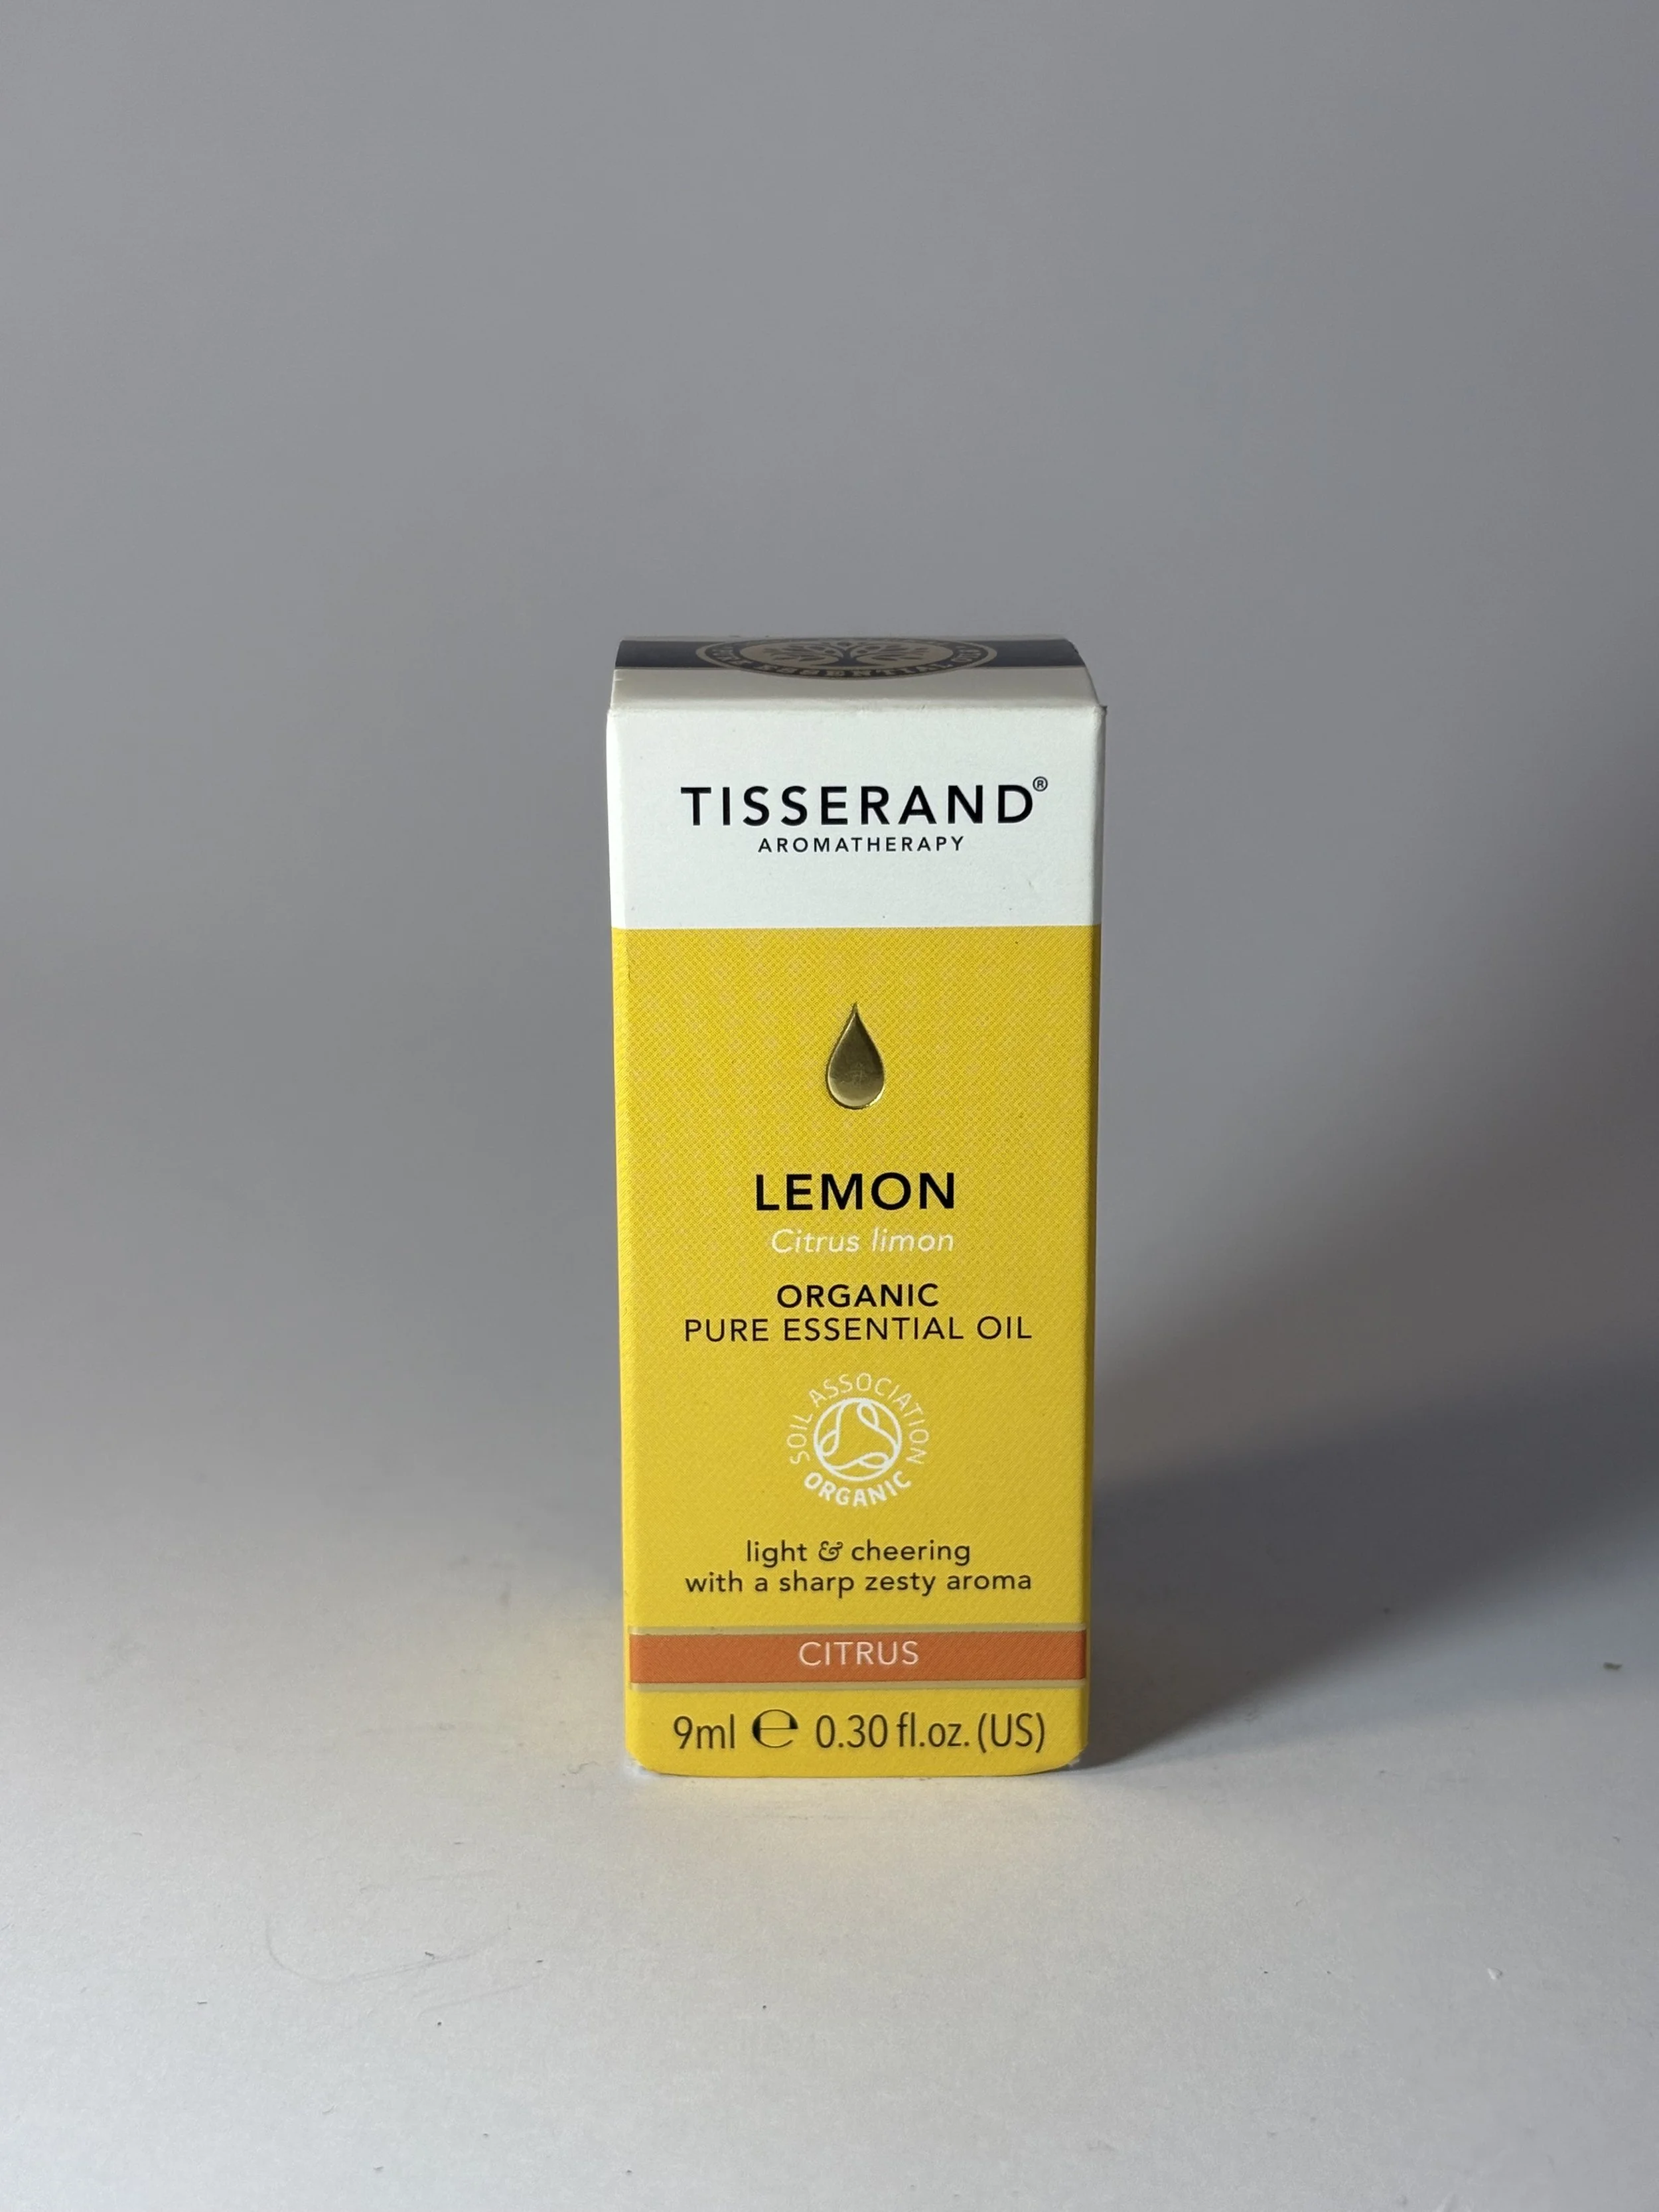 ESSENTIAL
TISSERAND®
AROMATHERAPY
LEMON
Citrus limon
ORGANIC
PURE ESSENTIAL OIL
SOIL ASSOCIATION
ORGANIC
light & cheering
with a sharp zesty aroma
CITRUS
9ml ℮ 0.30 fl.oz. (US)